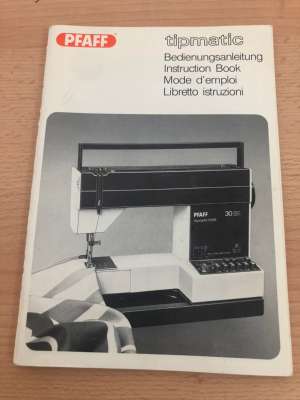 PFAFF
tipmatic
Bedienungsanleitung
Instruction Book
Mode d'emploi
Libretto istruzioni
PFAFF
30